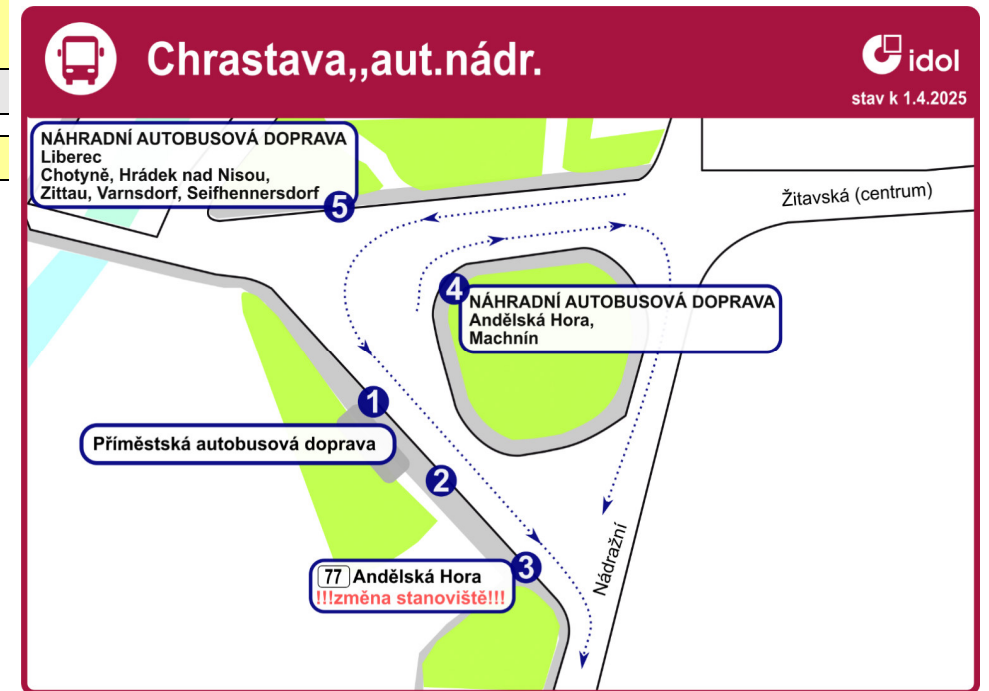 Chrastava,,aut.nádr.
idol
stav k 1.4.2025
NÁHRADNÍ AUTOBUSOVÁ DOPRAVA
Liberec
Chotyně, Hrádek nad Nisou,
Zittau, Varnsdorf, Seifhennersdorf
5
Žitavská (centrum)
4
NÁHRADNÍ AUTOBUSOVÁ DOPRAVA
Andělská Hora,
Machnín
1
Příměstská autobusová doprava
2
3
77 Andělská Hora
!!!změna stanoviště!!!
Nádražní